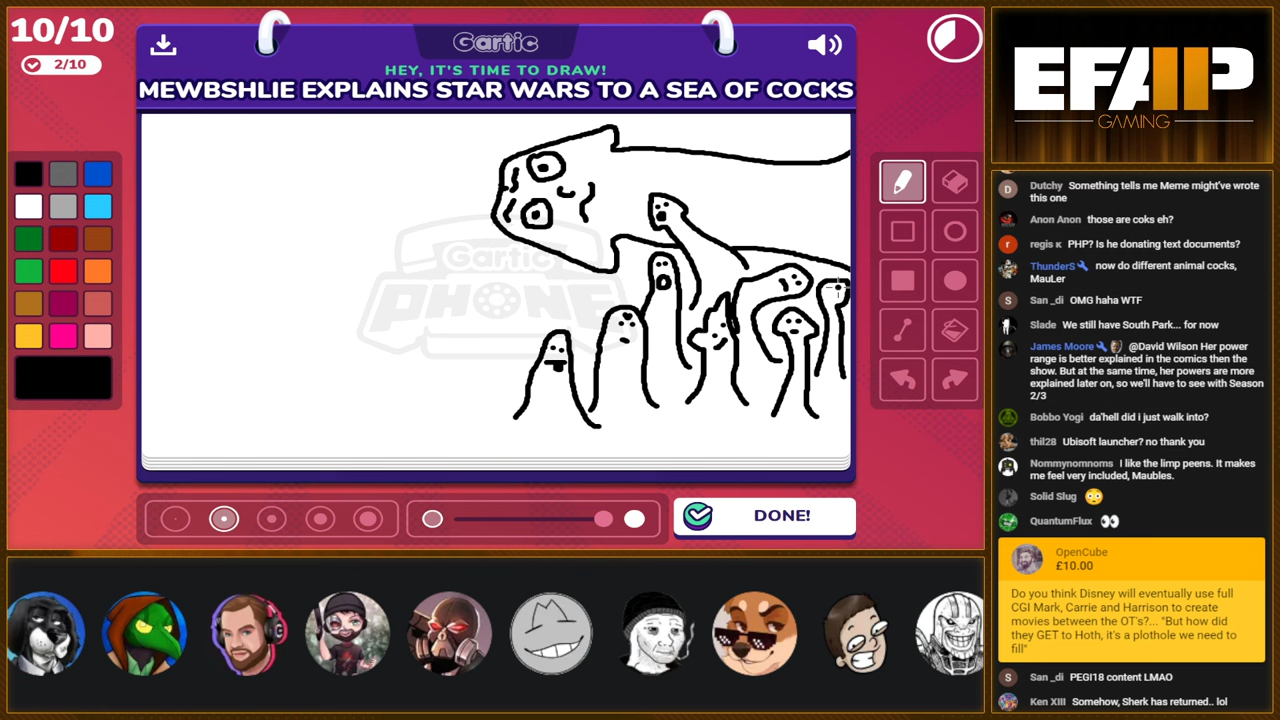 10/10
2/10
Gartic
HEY, IT'S TIME TO DRAW!
MEWBSHLIE EXPLAINS STAR WARS TO A SEA OF COCKS
Gartic
PHONE
DONE!
EFAP
GAMING
D
Dutchy Something tells me Meme might've wrote
this one
Anon Anon those are coks eh?
r
regis ĸ PHP? Is he donating text documents?
ThunderS now do different animal cocks,
MauLer
S
San _di OMG haha WTF
Slade We still have South Park... for now
James Moore @David Wilson Her power
range is better explained in the comics then the
show. But at the same time, her powers are more
explained later on, so we'll have to see with Season
2/3
Bobbo Yogi da'hell did i just walk into?
thil28 Ubisoft launcher? no thank you
Nommynomnoms I like the limp peens. It makes
me feel very included, Maubles.
Solid Slug 😳
QuantumFlux 👀
OpenCube
£10.00
Do you think Disney will eventually use full
CGI Mark, Carrie and Harrison to create
movies between the OT's?... "But how did
they GET to Hoth, it's a plothole we need to
fill"
S
San _di PEGI18 content LMAO
Ken XIII Somehow, Sherk has returned.. lol